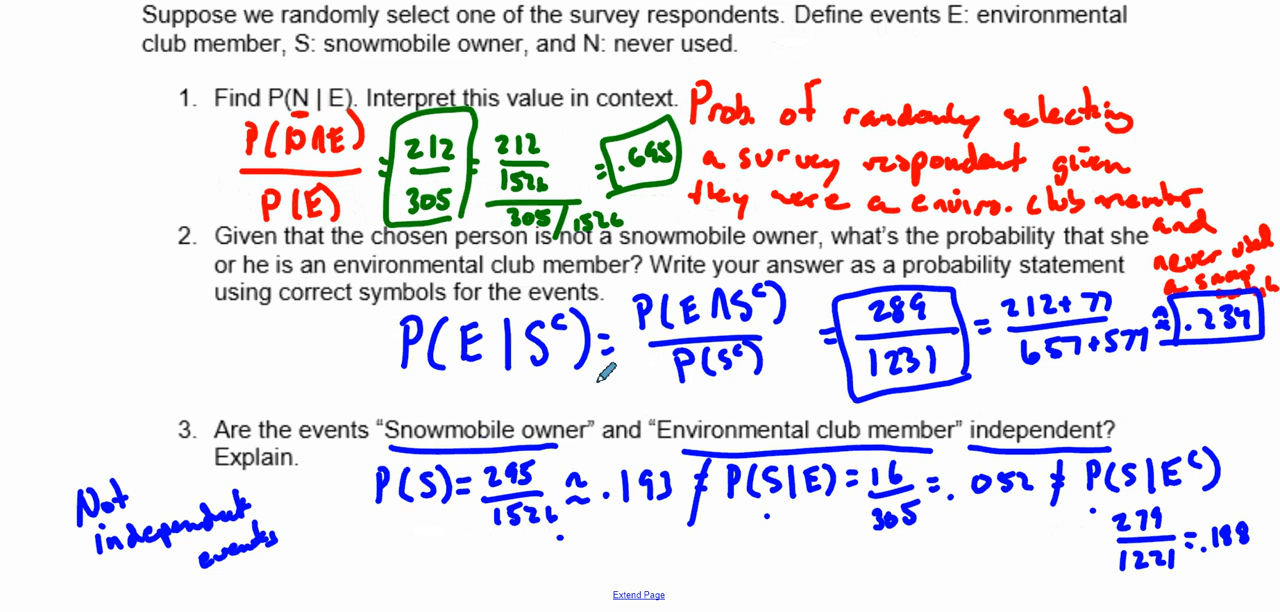 Suppose we randomly select one of the survey respondents. Define events E: environmental
club member, S: snowmobile owner, and N: never used.
1. Find P(N | E). Interpret this value in context.
P(N∩E)
P(E)
= 212
305
= 212
1526
305/1526
= .695
Prob. of randomly selecting
a survey respondent given
they were a enviro. club member
and
never used
a snow
2. Given that the chosen person is not a snowmobile owner, what's the probability that she
or he is an environmental club member? Write your answer as a probability statement
using correct symbols for the events.
P(E | Sᶜ) = P(E ∩ Sᶜ)
P(Sᶜ)
= 289
1231
= 212 + 77
657 + 577
≈ .234
3. Are the events “Snowmobile owner” and “Environmental club member” independent?
Explain.
P(S) = 295
1526
≈ .193 ≠ P(S|E) = 16
305
= .052 ≠ P(S|Eᶜ)
279
1221
= .188
Not
independent
events
Extend Page